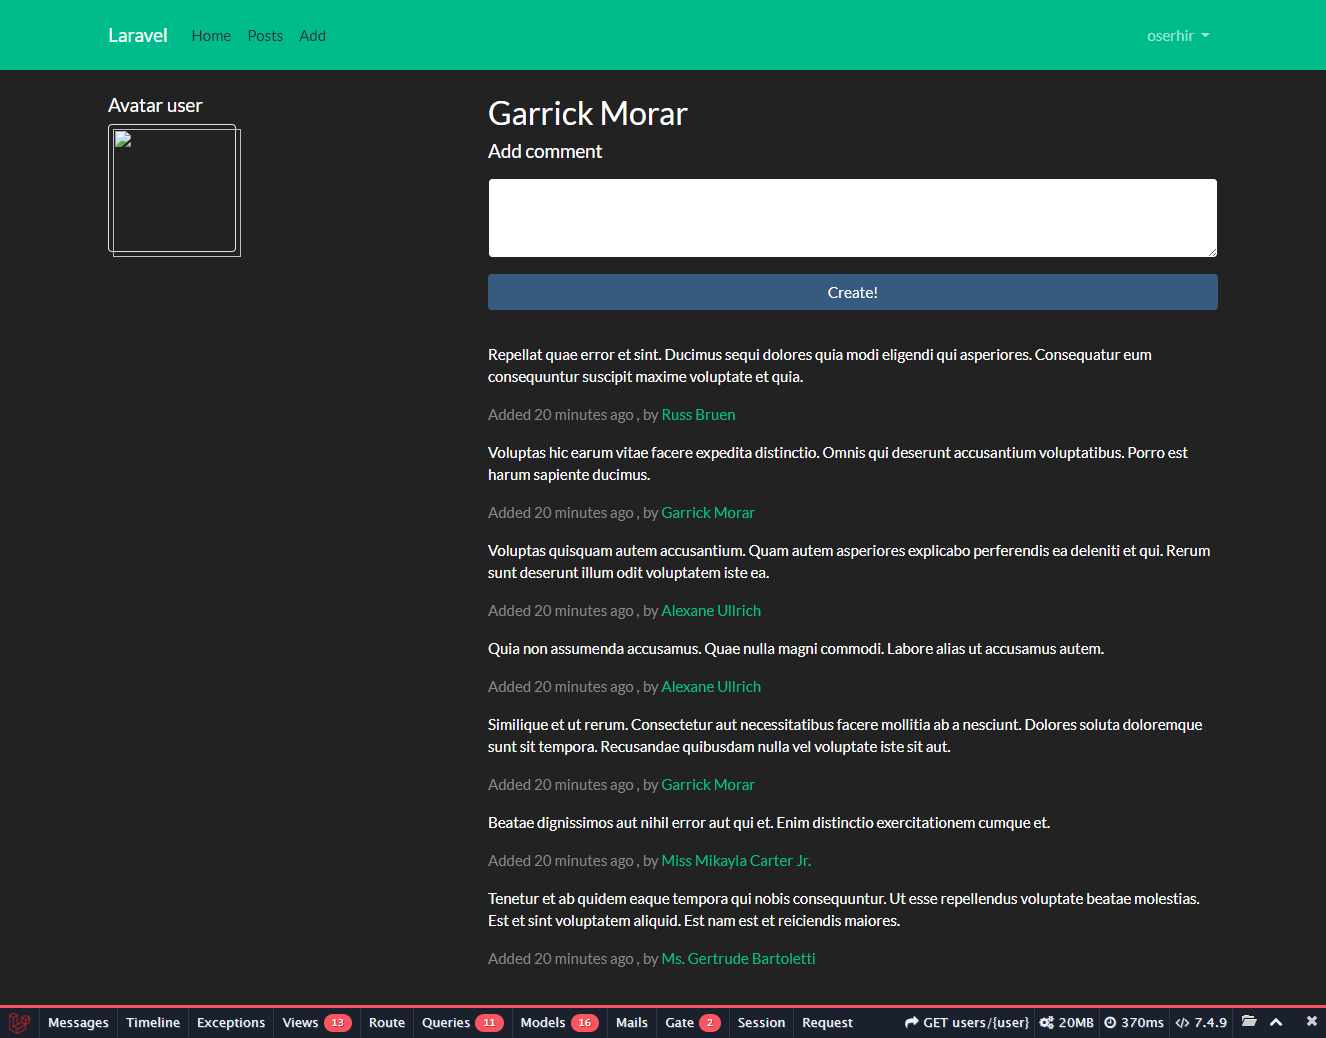 Laravel Home Posts Add oserhir
Avatar user
Garrick Morar
Add comment
Create!
Repellat quae error et sint. Ducimus sequi dolores quia modi eligendi qui asperiores. Consequatur eum
consequuntur suscipit maxime voluptate et quia.
Added 20 minutes ago , by Russ Bruen
Voluptas hic earum vitae facere expedita distinctio. Omnis qui deserunt accusantium voluptatibus. Porro est
harum sapiente ducimus.
Added 20 minutes ago , by Garrick Morar
Voluptas quisquam autem accusantium. Quam autem asperiores explicabo perferendis ea deleniti et qui. Rerum
sunt deserunt illum odit voluptatem iste ea.
Added 20 minutes ago , by Alexane Ullrich
Quia non assumenda accusamus. Quae nulla magni commodi. Labore alias ut accusamus autem.
Added 20 minutes ago , by Alexane Ullrich
Similique et ut rerum. Consectetur aut necessitatibus facere mollitia ab a nesciunt. Dolores soluta doloremque
sunt sit tempora. Recusandae quibusdam nulla vel voluptate iste sit aut.
Added 20 minutes ago , by Garrick Morar
Beatae dignissimos aut nihil error aut qui et. Enim distinctio exercitationem cumque et.
Added 20 minutes ago , by Miss Mikayla Carter Jr.
Tenetur et ab quidem eaque tempora qui nobis consequuntur. Ut esse repellendus voluptate beatae molestias.
Est et sint voluptatem aliquid. Est nam est et reiciendis maiores.
Added 20 minutes ago , by Ms. Gertrude Bartoletti
Messages Timeline Exceptions Views 13 Route Queries 11 Models 16 Mails Gate 2 Session Request GET users/{user} 20MB 370ms 7.4.9